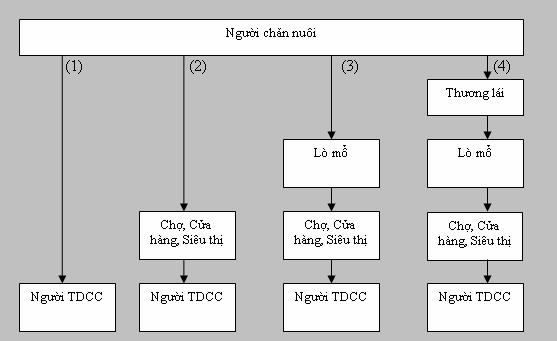 Người chăn nuôi
(1)
(2)
(3)
(4)
Thương lái
Lò mổ
Lò mổ
Chợ, Cửa
hàng, Siêu thị
Chợ, Cửa
hàng, Siêu thị
Chợ, Cửa
hàng, Siêu thị
Người TDCC
Người TDCC
Người TDCC
Người TDCC